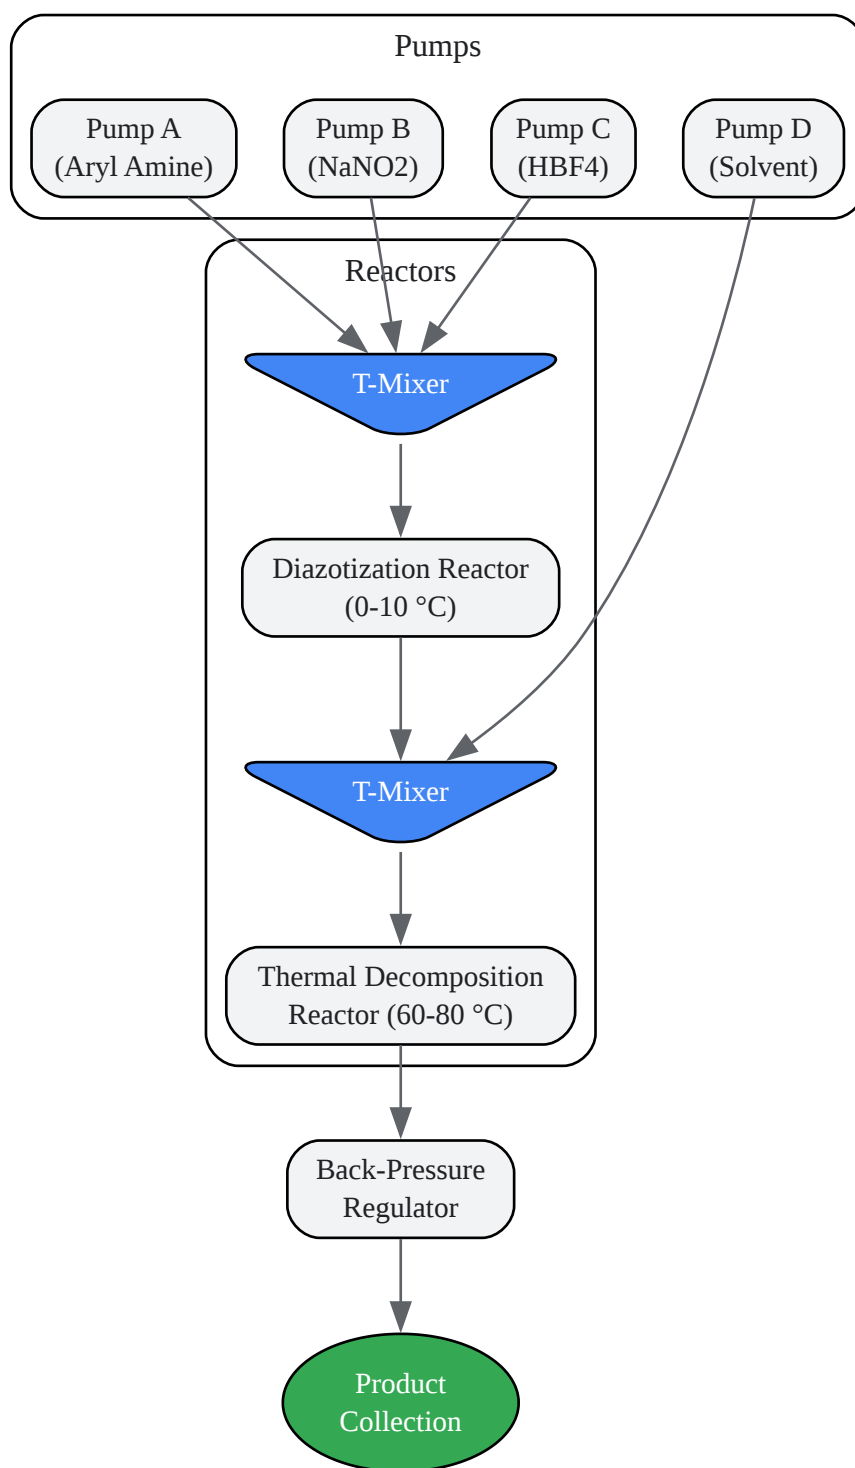 Pumps
Pump A
(Aryl Amine)
Pump B
(NaNO2)
Pump C
(HBF4)
Pump D
(Solvent)
Reactors
T-Mixer
Diazotization Reactor
(0-10 °C)
T-Mixer
Thermal Decomposition
Reactor (60-80 °C)
Back-Pressure
Regulator
Product
Collection